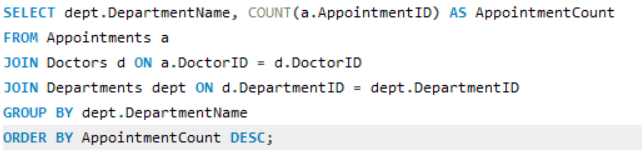 SELECT dept.DepartmentName, COUNT(a.AppointmentID) AS AppointmentCount
FROM Appointments a
JOIN Doctors d ON a.DoctorID = d.DoctorID
JOIN Departments dept ON d.DepartmentID = dept.DepartmentID
GROUP BY dept.DepartmentName
ORDER BY AppointmentCount DESC;